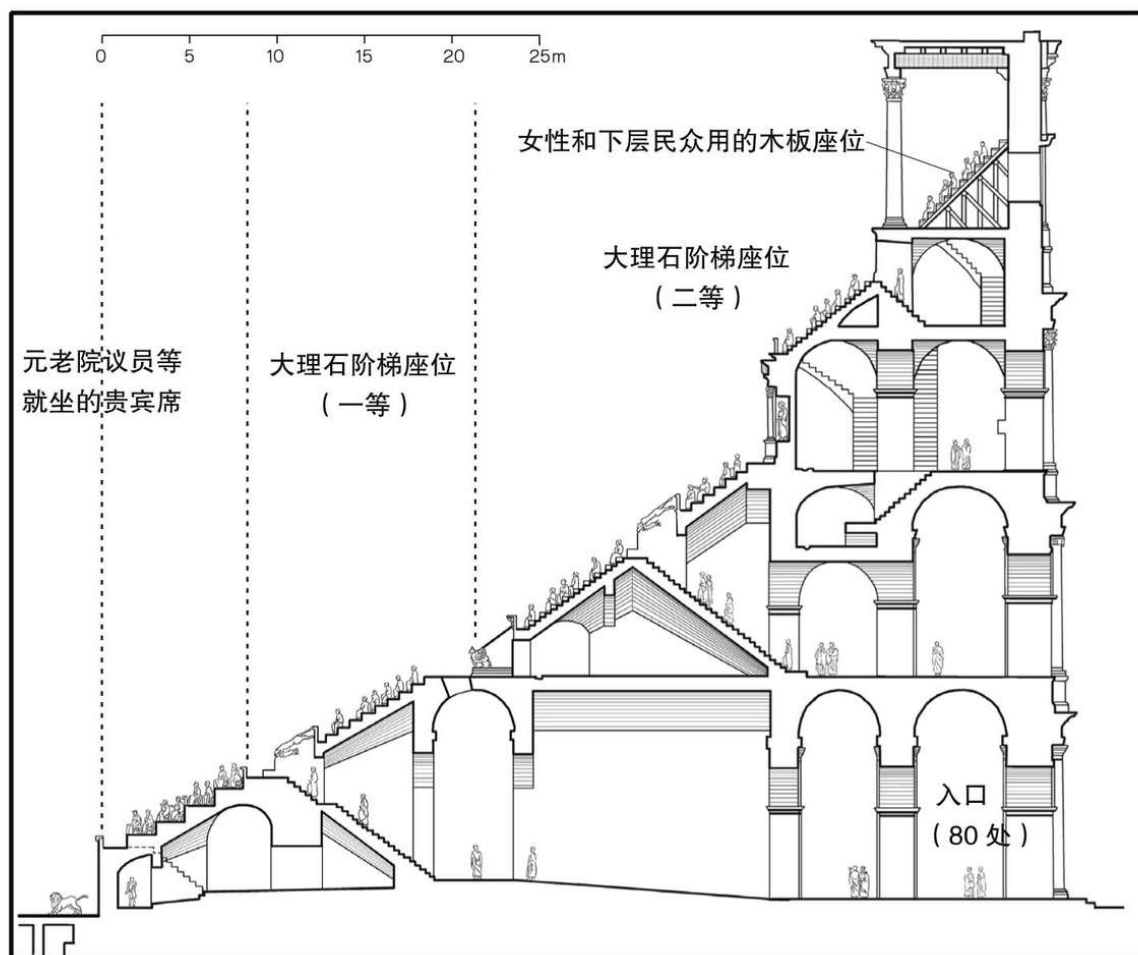 0 5 10 15 20 25m
女性和下层民众用的木板座位
大理石阶梯座位
（二等）
元老院议员等
就坐的贵宾席
大理石阶梯座位
（一等）
入口
（80 处）